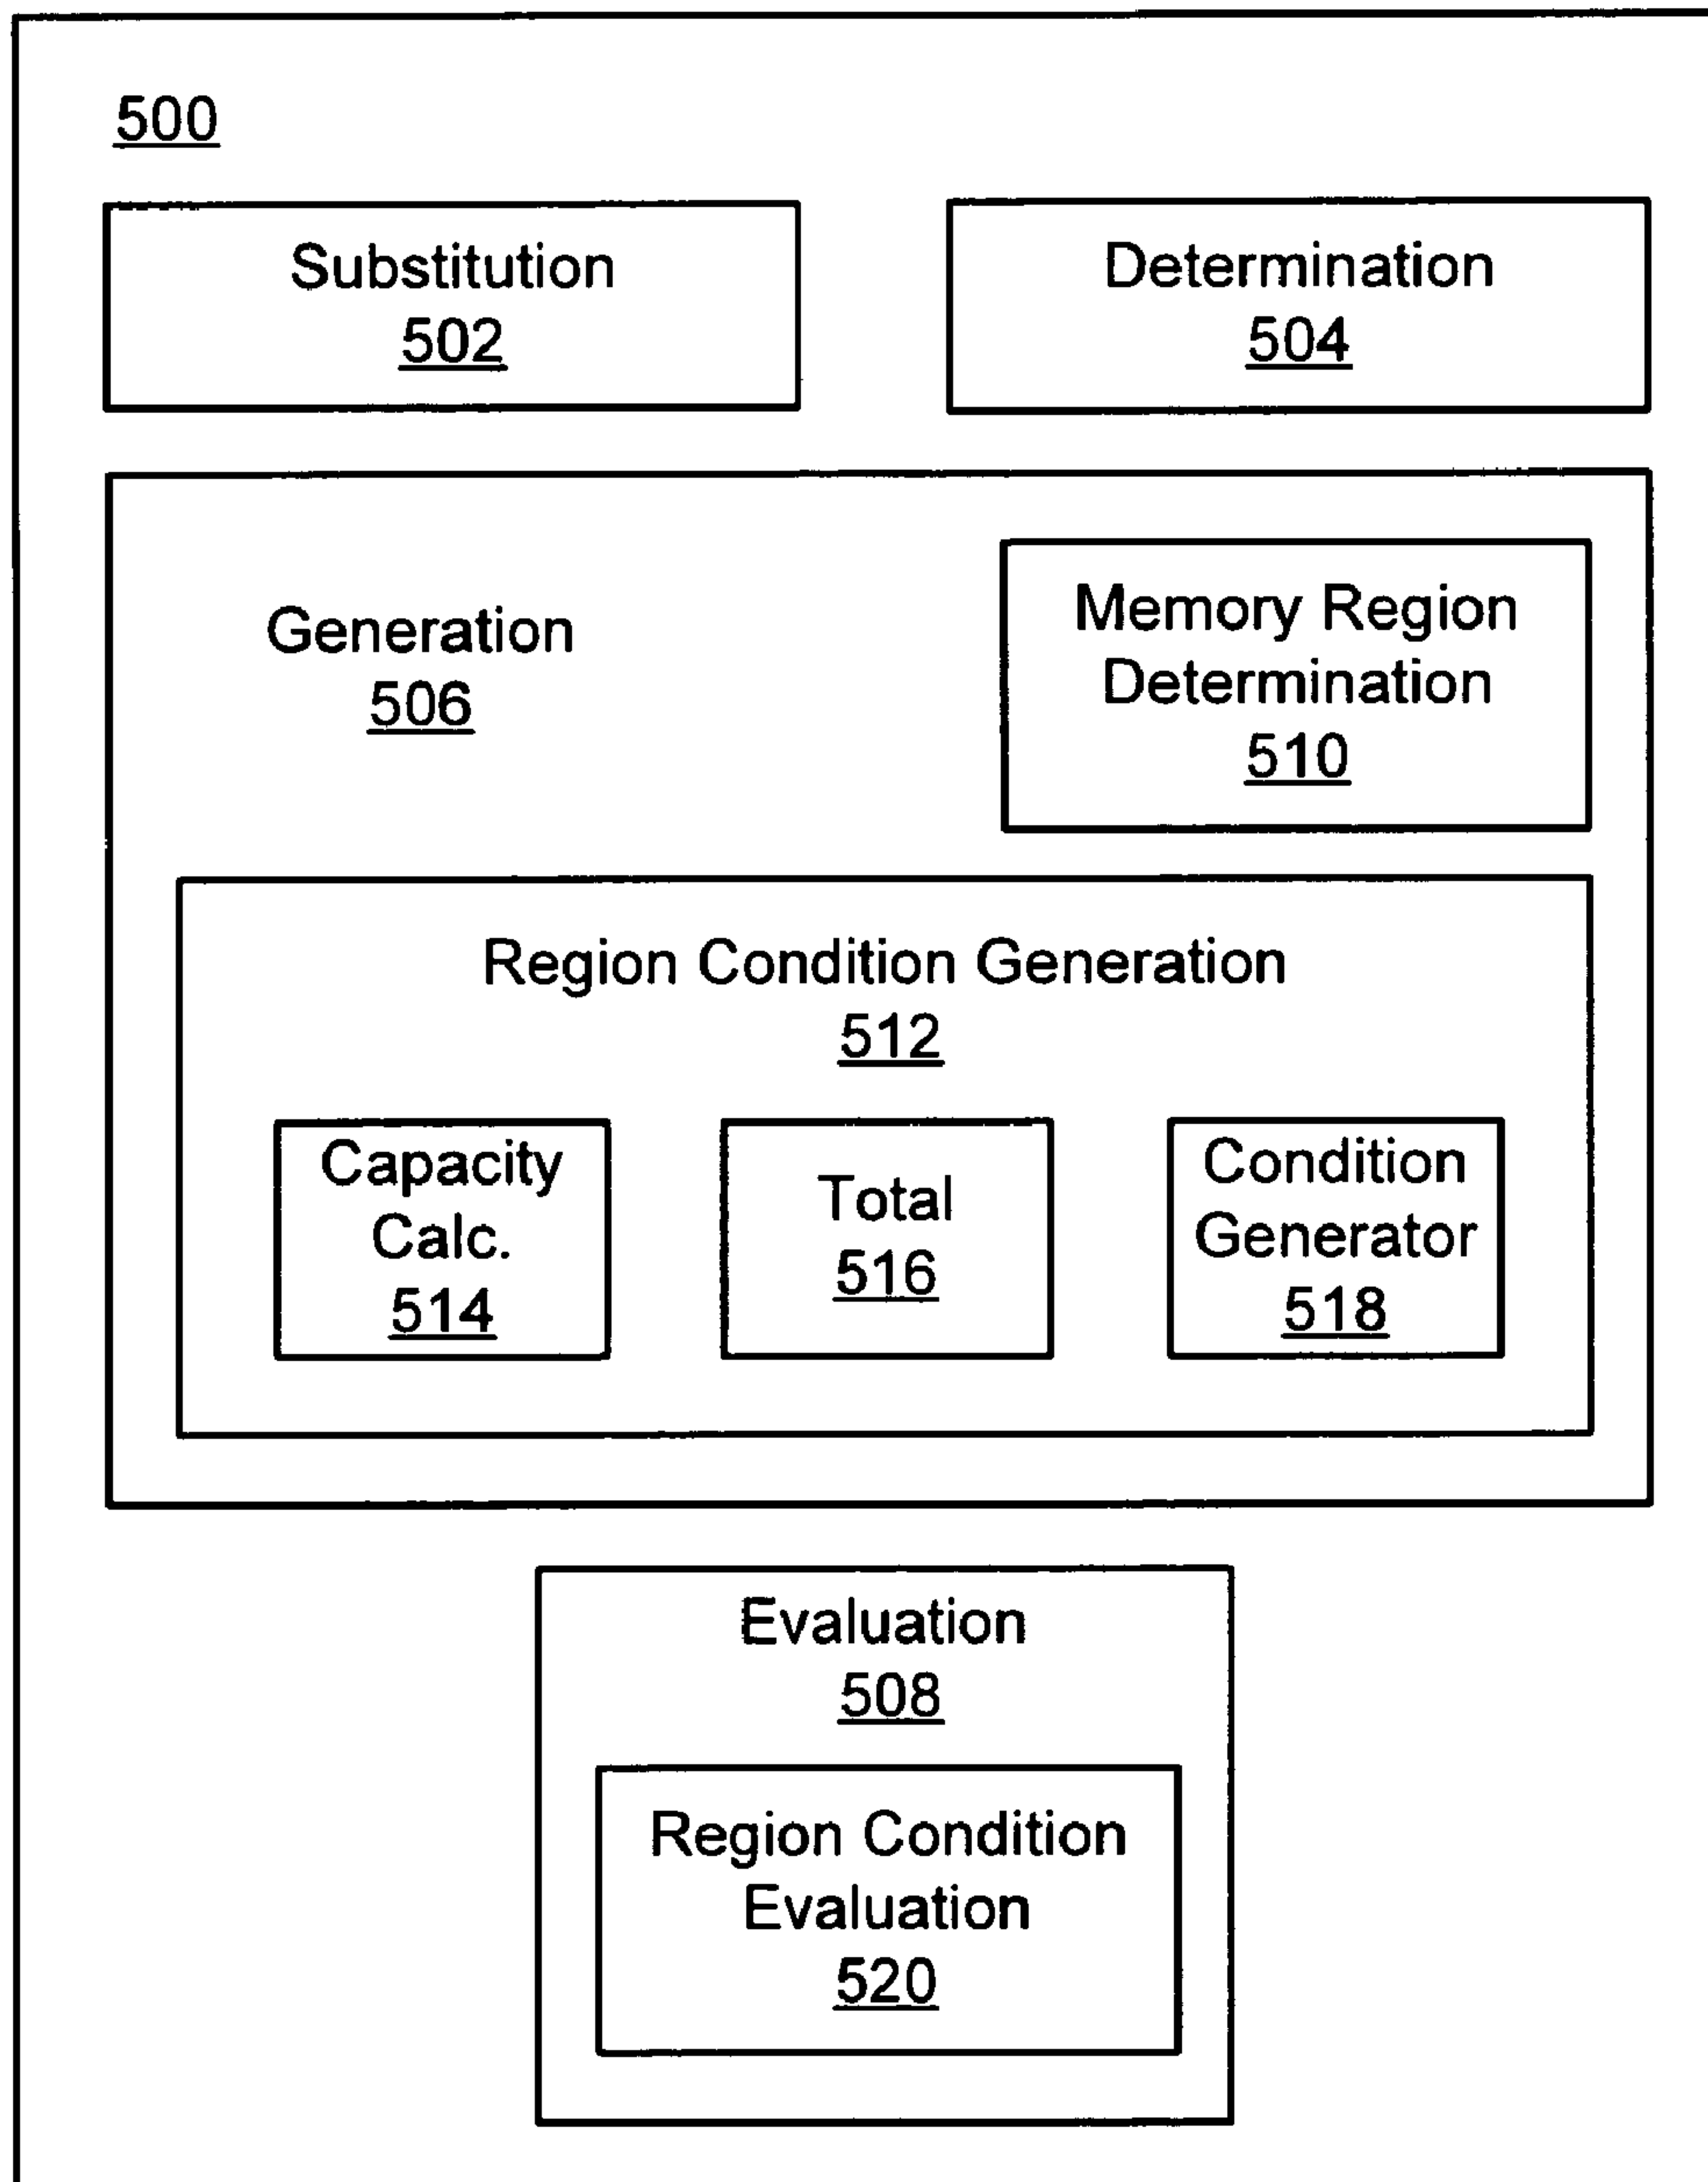 500
Substitution
502
Determination
504
Generation
506
Memory Region
Determination
510
Region Condition Generation
512
Capacity
Calc.
514
Total
516
Condition
Generator
518
Evaluation
508
Region Condition
Evaluation
520